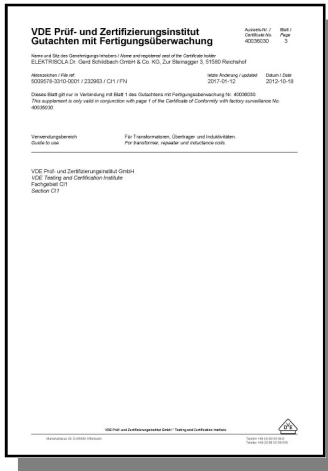 VDE Prüf- und Zertifizierungsinstitut
Gutachten mit Fertigungsüberwachung
Ausweis-Nr. / Blatt /
Certificate No. Page
40036030 3
Name und Sitz des Genehmigungs-Inhabers / Name and registered seat of the Certificate holder
ELEKTRISOLA Dr. Gerd Schildbach GmbH & Co. KG, Zur Steinagger 3, 51580 Reichshof
Aktenzeichen / File ref. letzte Änderung / updated Datum / Date
5009578-3310-0001 / 232963 / CI1 / FN 2017-01-12 2012-10-18
Dieses Blatt gilt nur in Verbindung mit Blatt 1 des Gutachtens mit Fertigungsüberwachung Nr. 40036030.
This supplement is only valid in conjunction with page 1 of the Certificate of Conformity with factory surveillance No.
40036030.
Verwendungsbereich Für Transformatoren, Übertrager und Induktivitäten.
Guide to use For transformer, repeater und inductance coils.
VDE Prüf- und Zertifizierungsinstitut GmbH
VDE Testing and Certification Institute
Fachgebiet CI1
Section CI1
VDE Prüf- und Zertifizierungsinstitut GmbH * Testing and Certification Institute